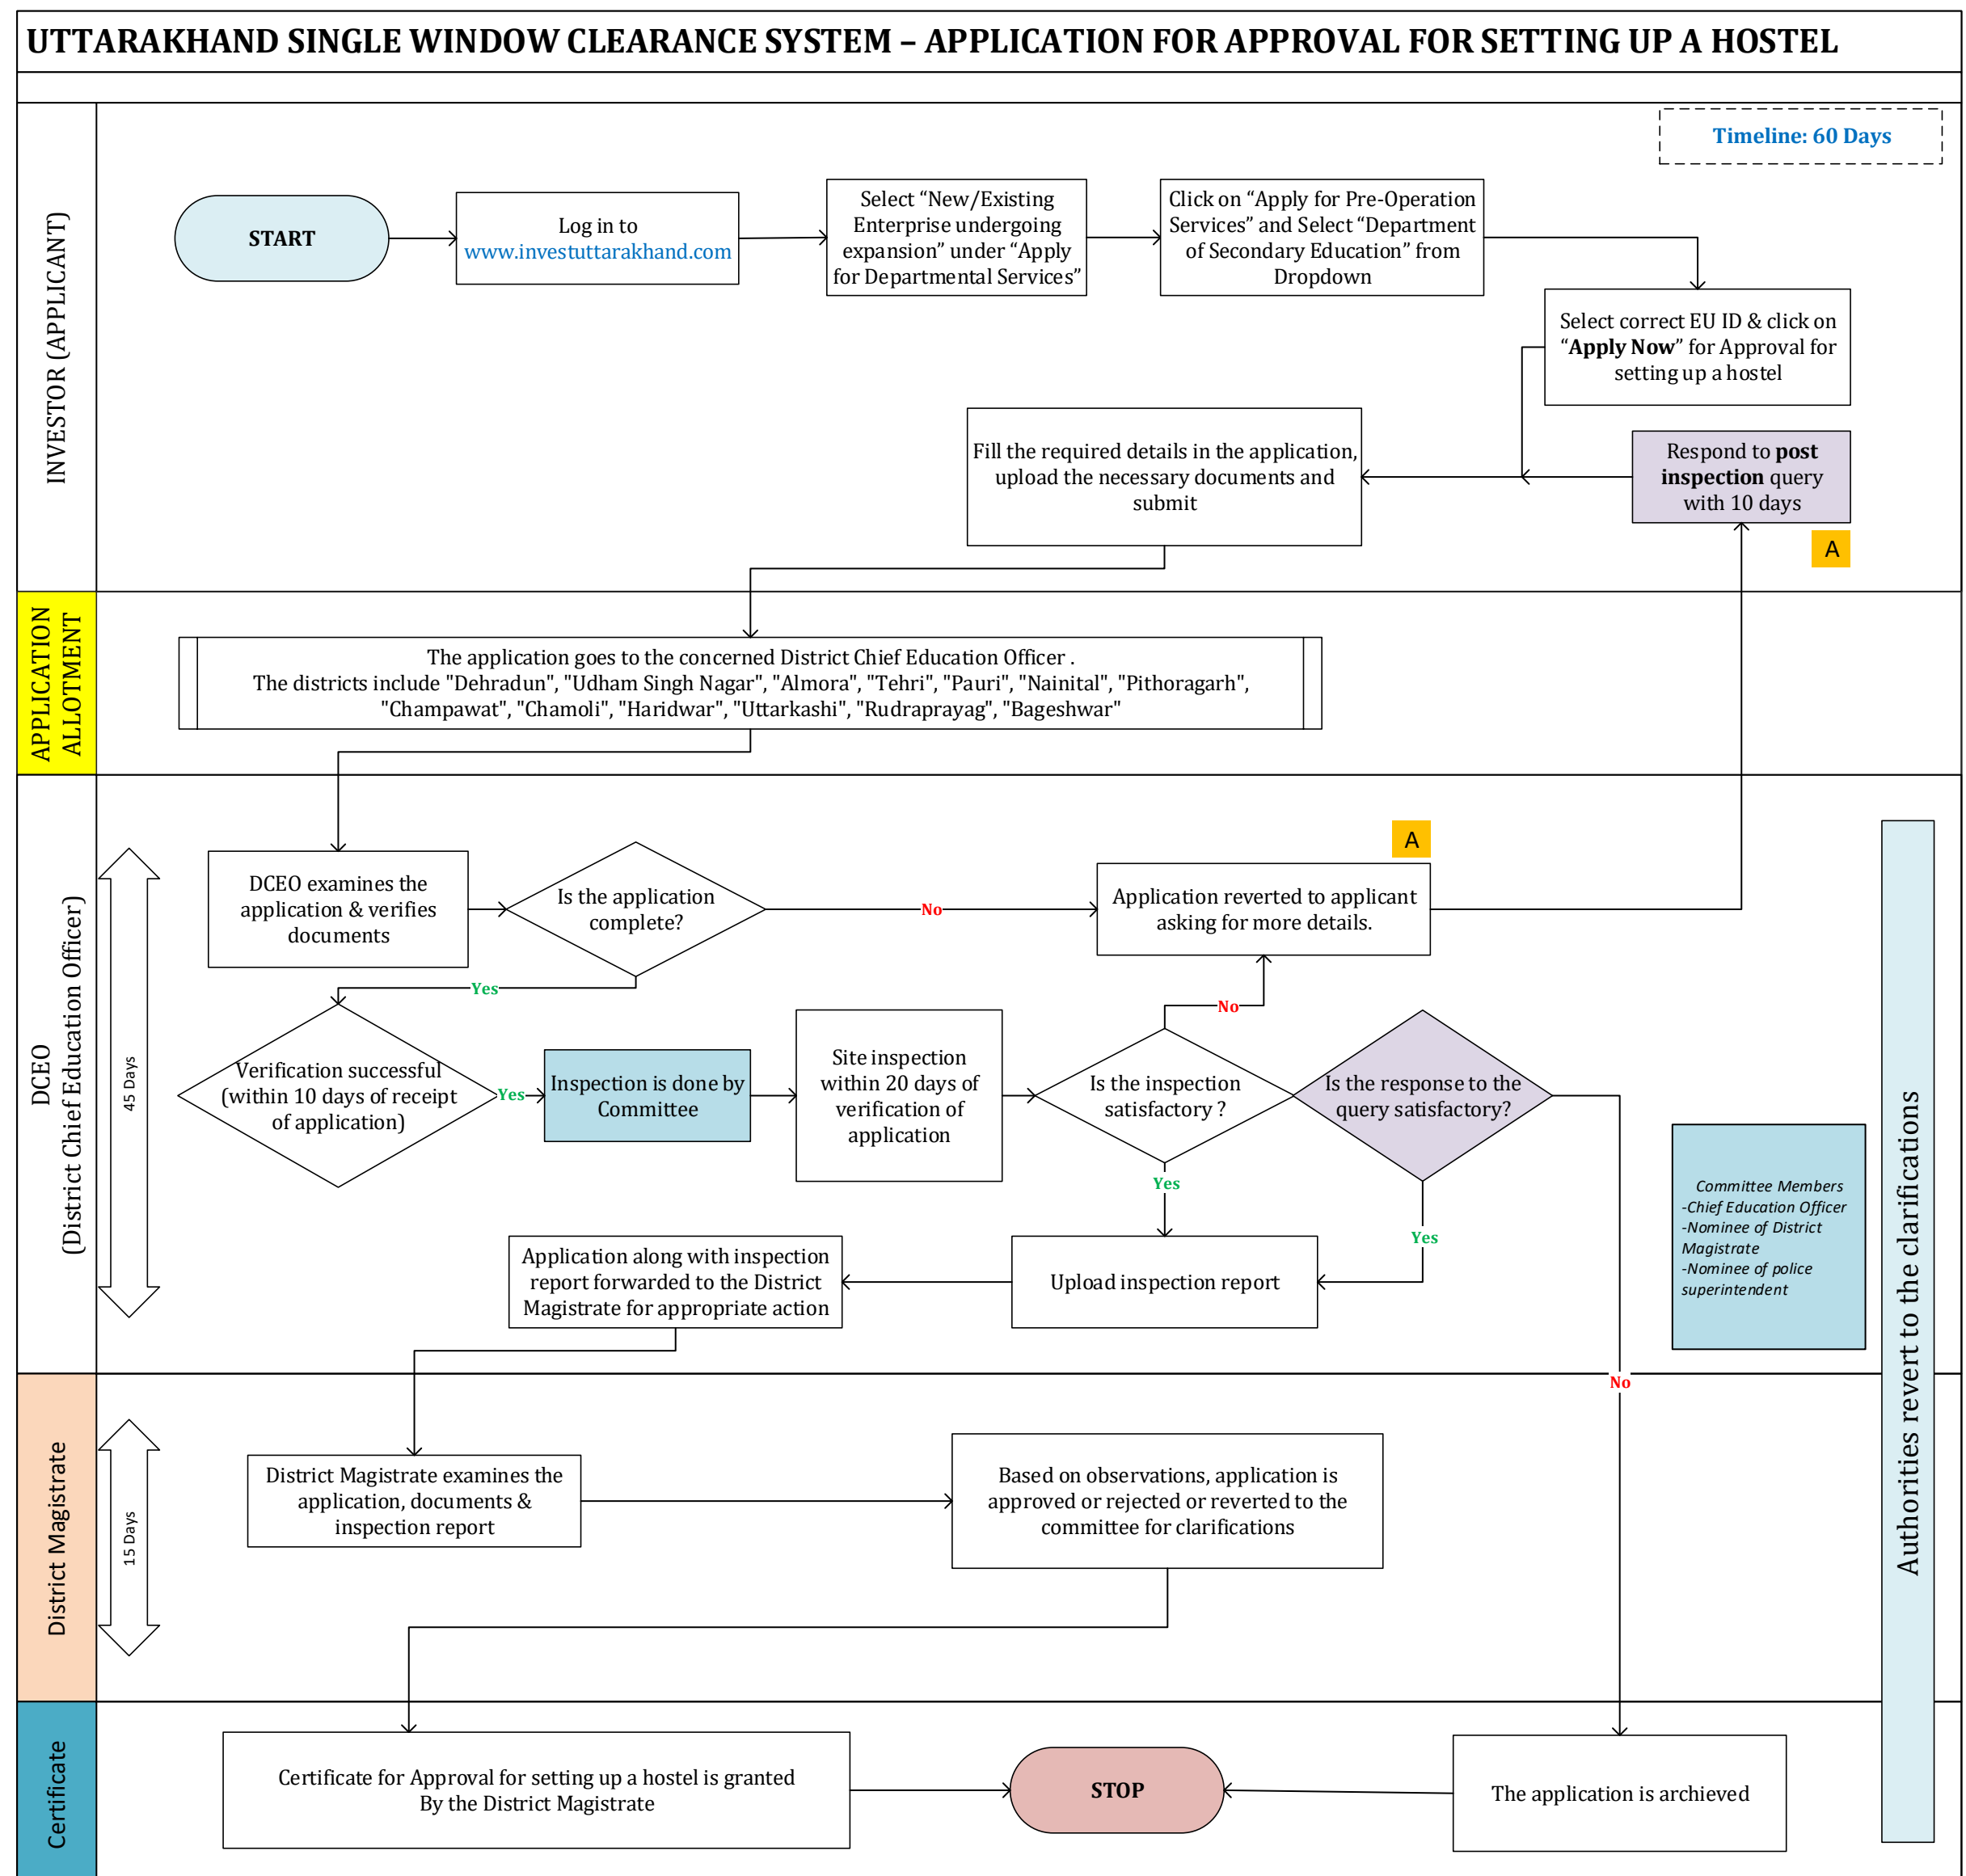 UTTARAKHAND SINGLE WINDOW CLEARANCE SYSTEM – APPLICATION FOR APPROVAL FOR SETTING UP A HOSTEL
INVESTOR (APPLICANT)
Timeline: 60 Days
START
Log in to
www.investuttarakhand.com
Select “New/Existing
Enterprise undergoing
expansion” under “Apply
for Departmental Services”
Click on “Apply for Pre-Operation
Services” and Select “Department
of Secondary Education” from
Dropdown
Select correct EU ID & click on
“Apply Now” for Approval for
setting up a hostel
Fill the required details in the application,
upload the necessary documents and
submit
Respond to post
inspection query
with 10 days
A
APPLICATION
ALLOTMENT
The application goes to the concerned District Chief Education Officer .
The districts include "Dehradun", "Udham Singh Nagar", "Almora", "Tehri", "Pauri", "Nainital", "Pithoragarh",
"Champawat", "Chamoli", "Haridwar", "Uttarkashi", "Rudraprayag", "Bageshwar"
DCEO
(District Chief Education Officer)
45 Days
DCEO examines the
application & verifies
documents
Is the application
complete?
No
A
Application reverted to applicant
asking for more details.
Yes
Verification successful
(within 10 days of receipt
of application)
Yes
Inspection is done by
Committee
Site inspection
within 20 days of
verification of
application
No
Is the inspection
satisfactory ?
Is the response to the
query satisfactory?
Yes
Yes
Application along with inspection
report forwarded to the District
Magistrate for appropriate action
Upload inspection report
Committee Members
-Chief Education Officer
-Nominee of District
Magistrate
-Nominee of police
superintendent
Authorities revert to the clarifications
No
District Magistrate
15 Days
District Magistrate examines the
application, documents &
inspection report
Based on observations, application is
approved or rejected or reverted to the
committee for clarifications
Certificate
Certificate for Approval for setting up a hostel is granted
By the District Magistrate
STOP
The application is archieved